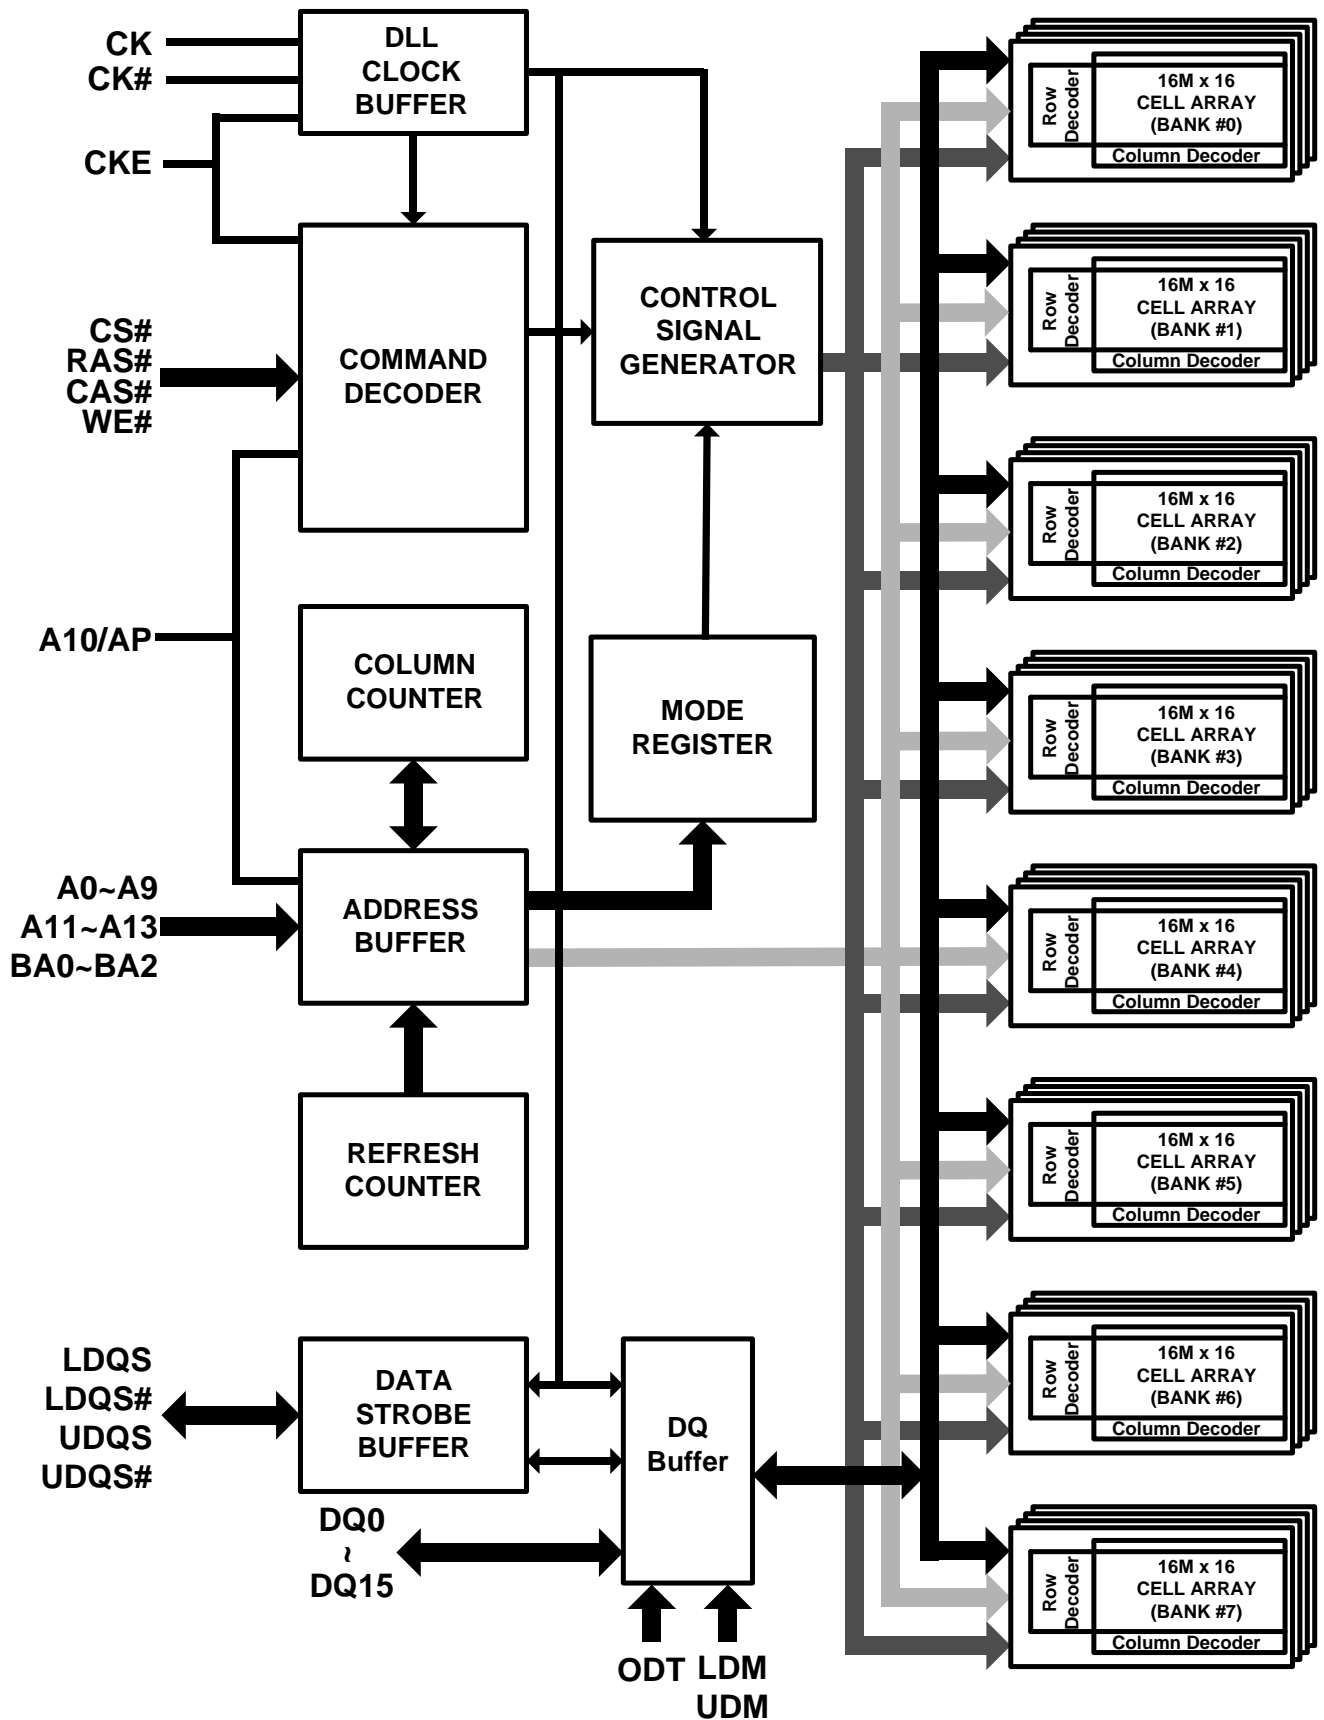 CK
CK#
CKE
CS#
RAS#
CAS#
WE#
A10/AP
A0~A9
A11~A13
BA0~BA2
LDQS
LDQS#
UDQS
UDQS#
DQ0
~
DQ15
DLL
CLOCK
BUFFER
COMMAND
DECODER
COLUMN
COUNTER
ADDRESS
BUFFER
REFRESH
COUNTER
DATA
STROBE
BUFFER
CONTROL
SIGNAL
GENERATOR
MODE
REGISTER
DQ
Buffer
ODT
LDM
UDM
Row
Decoder
16M x 16
CELL ARRAY
(BANK #0)
Column Decoder
Row
Decoder
16M x 16
CELL ARRAY
(BANK #1)
Column Decoder
Row
Decoder
16M x 16
CELL ARRAY
(BANK #2)
Column Decoder
Row
Decoder
16M x 16
CELL ARRAY
(BANK #3)
Column Decoder
Row
Decoder
16M x 16
CELL ARRAY
(BANK #4)
Column Decoder
Row
Decoder
16M x 16
CELL ARRAY
(BANK #5)
Column Decoder
Row
Decoder
16M x 16
CELL ARRAY
(BANK #6)
Column Decoder
Row
Decoder
16M x 16
CELL ARRAY
(BANK #7)
Column Decoder